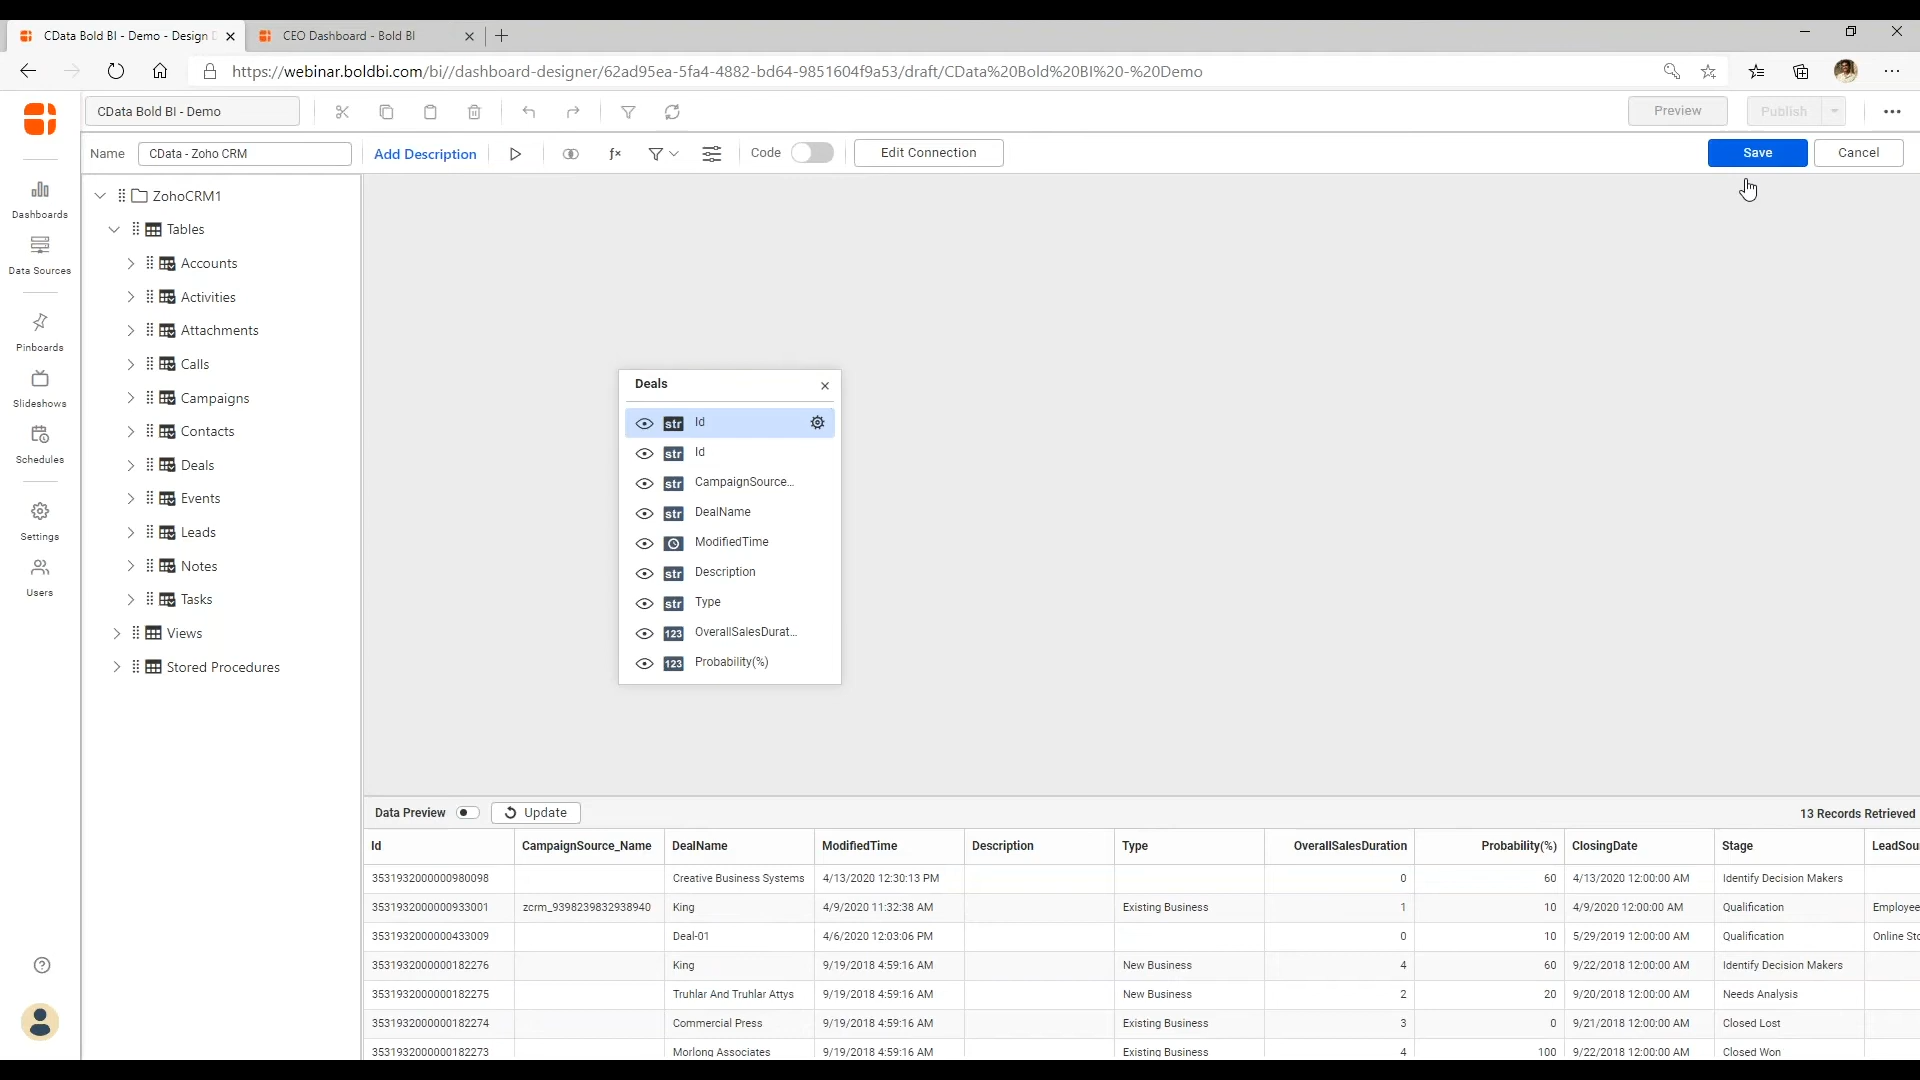 CData Bold BI - Demo - Design
CEO Dashboard - Bold BI
https://webinar.boldbi.com/bi//dashboard-designer/62ad95ea-5fa4-4882-bd64-9851604f9a53/draft/CData%20Bold%20BI%20-%20Demo
CData Bold BI - Demo
Preview
Publish
Name
CData - Zoho CRM
Add Description
fx
Code
Edit Connection
Save
Cancel
Dashboards
Data Sources
Pinboards
Slideshows
Schedules
Settings
Users
ZohoCRM1
Tables
Accounts
Activities
Attachments
Calls
Campaigns
Contacts
Deals
Events
Leads
Notes
Tasks
Views
Stored Procedures
Deals
str Id
str Id
str CampaignSource...
str DealName
ModifiedTime
str Description
str Type
123 OverallSalesDurat...
123 Probability(%)
Data Preview
Update
13 Records Retrieved
Id CampaignSource_Name DealName ModifiedTime Description Type OverallSalesDuration Probability(%) ClosingDate Stage LeadSou
3531932000000980098 Creative Business Systems 4/13/2020 12:30:13 PM 0 60 4/13/2020 12:00:00 AM Identify Decision Makers
3531932000000933001 zcrm_9398239832938940 King 4/9/2020 11:32:38 AM Existing Business 1 10 4/9/2020 12:00:00 AM Qualification Employee
3531932000000433009 Deal-01 4/6/2020 12:03:06 PM 0 10 5/29/2019 12:00:00 AM Qualification Online Sto
3531932000000182276 King 9/19/2018 4:59:16 AM New Business 4 60 9/22/2018 12:00:00 AM Identify Decision Makers
3531932000000182275 Truhlar And Truhlar Attys 9/19/2018 4:59:16 AM New Business 2 20 9/20/2018 12:00:00 AM Needs Analysis
3531932000000182274 Commercial Press 9/19/2018 4:59:16 AM Existing Business 3 0 9/21/2018 12:00:00 AM Closed Lost
3531932000000182273 Morlong Associates 9/19/2018 4:59:16 AM Existing Business 4 100 9/22/2018 12:00:00 AM Closed Won